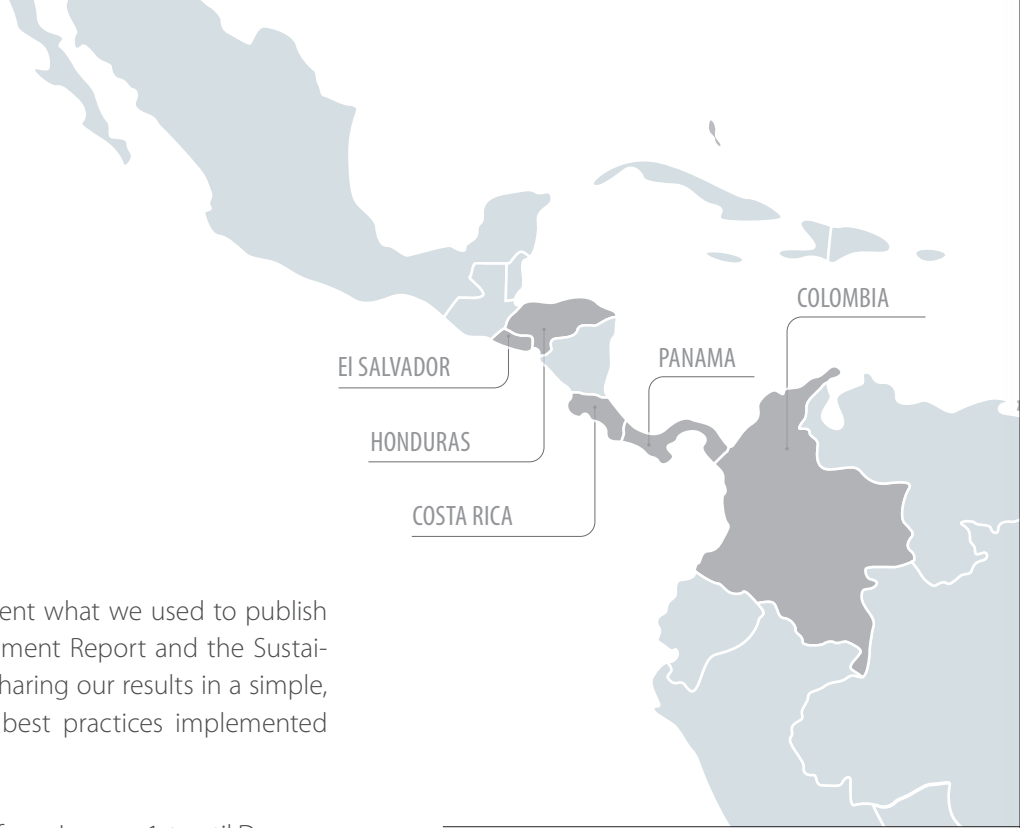 COLOMBIA
El SALVADOR
PANAMA
HONDURAS
COSTA RICA
ent what we used to publish
ment Report and the Sustai-
haring our results in a simple,
best practices implemented